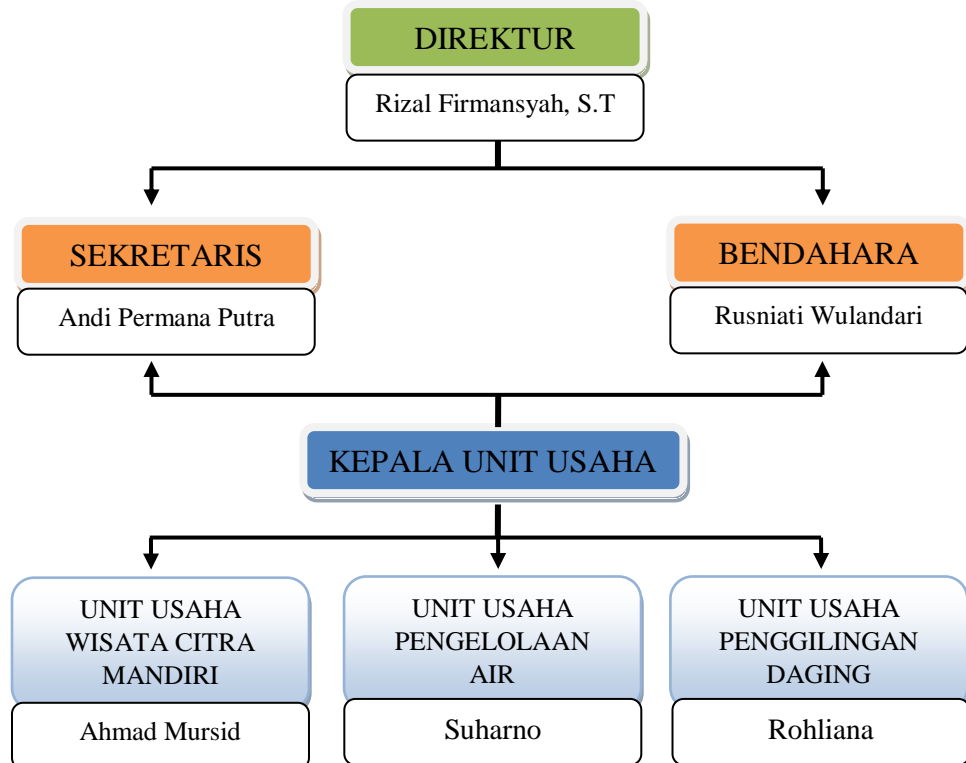 DIREKTUR
Rizal Firmansyah, S.T
SEKRETARIS
Andi Permana Putra
BENDAHARA
Rusniati Wulandari
KEPALA UNIT USAHA
UNIT USAHA
WISATA CITRA
MANDIRI
Ahmad Mursid
UNIT USAHA
PENGELOLAAN
AIR
Suharno
UNIT USAHA
PENGGILINGAN
DAGING
Rohliana